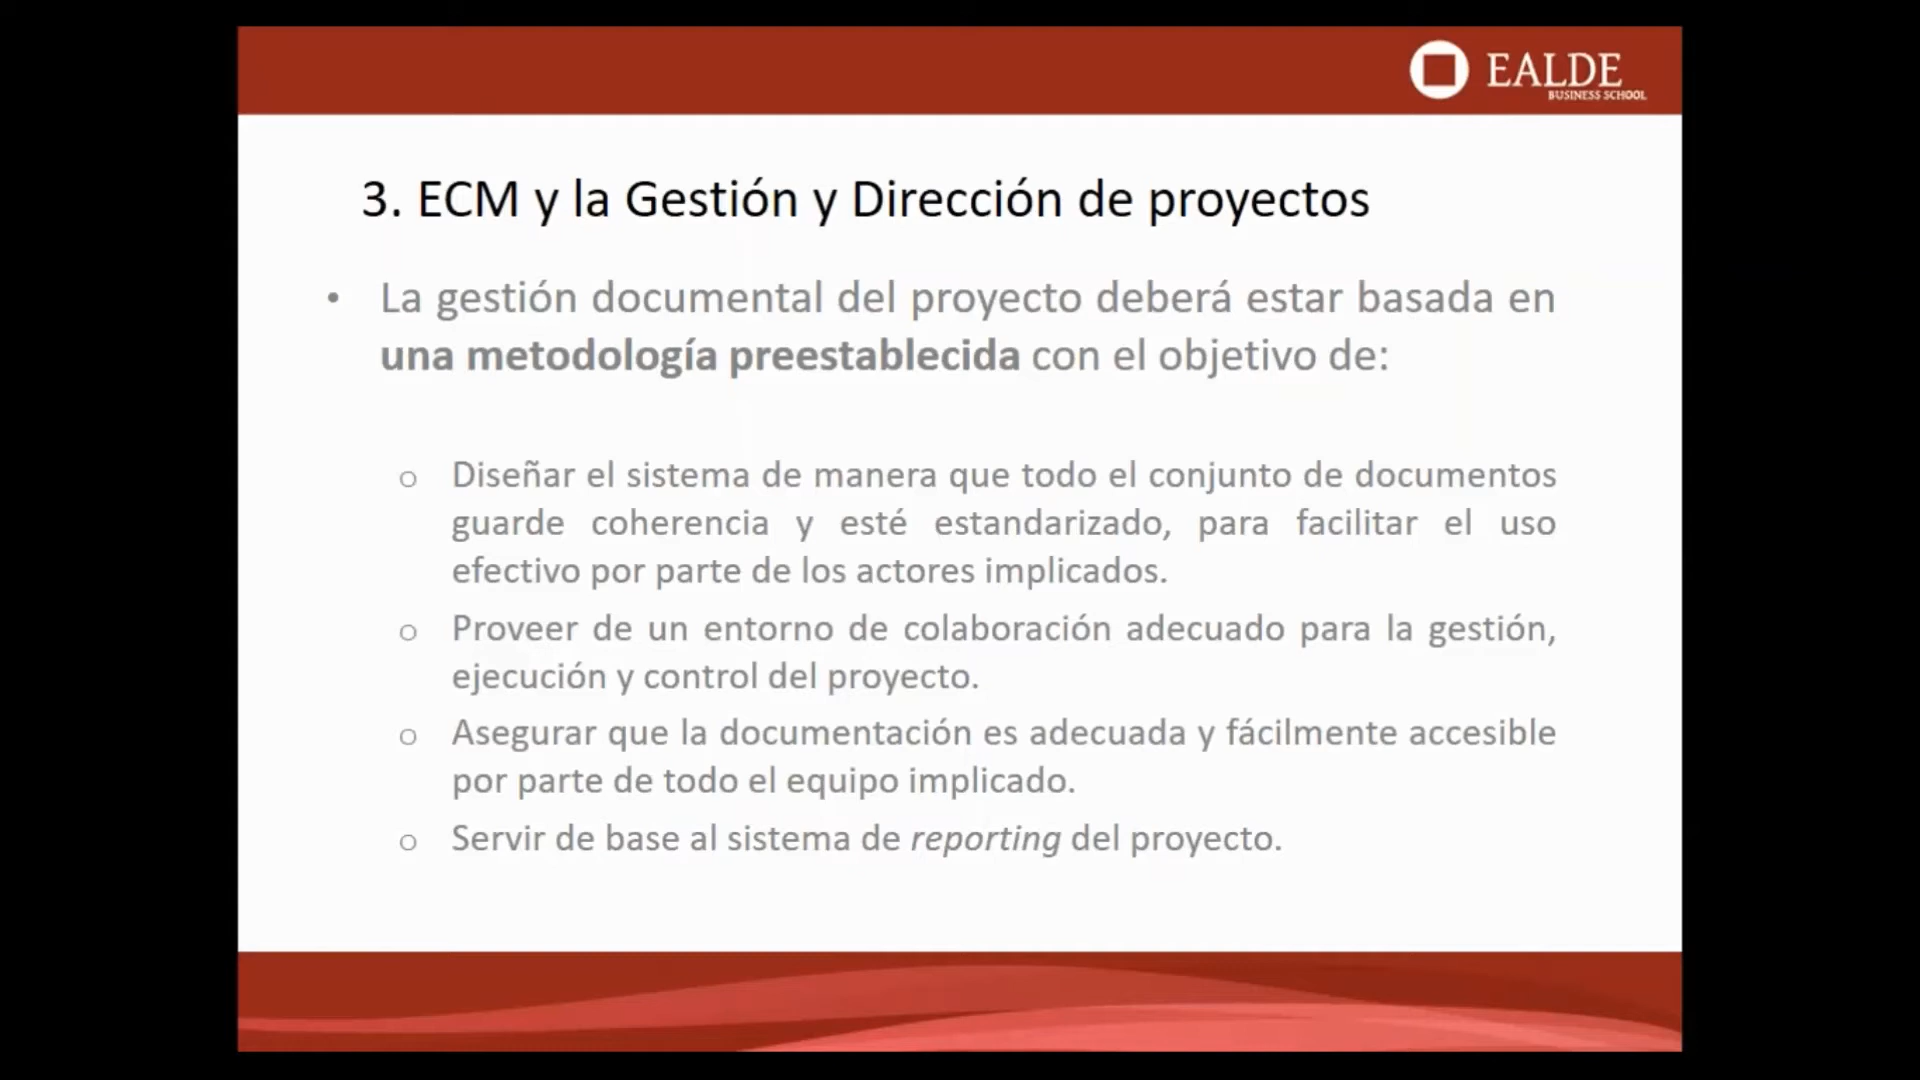 EALDE
BUSINESS SCHOOL
3. ECM y la Gestión y Dirección de proyectos
• La gestión documental del proyecto deberá estar basada en
una metodología preestablecida con el objetivo de:
o Diseñar el sistema de manera que todo el conjunto de documentos
guarde coherencia y esté estandarizado, para facilitar el uso
efectivo por parte de los actores implicados.
o Proveer de un entorno de colaboración adecuado para la gestión,
ejecución y control del proyecto.
o Asegurar que la documentación es adecuada y fácilmente accesible
por parte de todo el equipo implicado.
o Servir de base al sistema de reporting del proyecto.